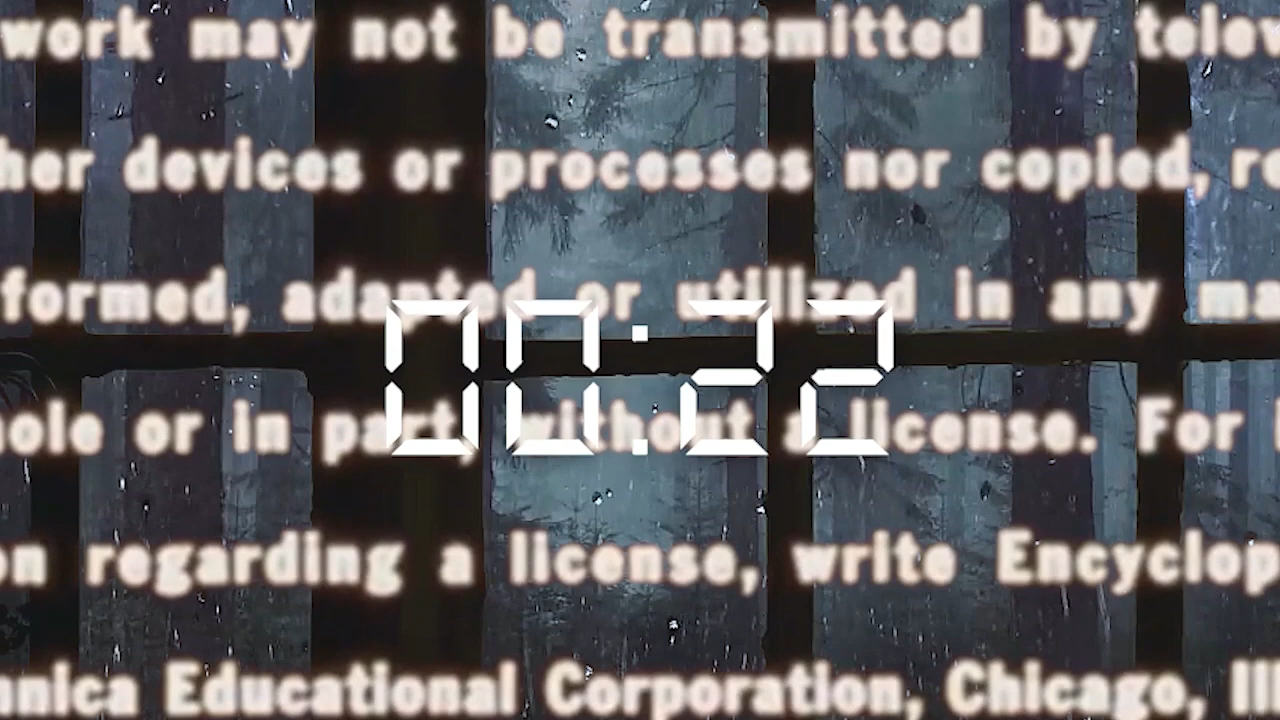 work may not be transmitted by telev
her devices or processes nor copied, re
formed, adapted or utilized in any ma
00:22
ole or in part, without a license. For
on regarding a license, write Encyclop
nnica Educational Corporation, Chicago, Ill